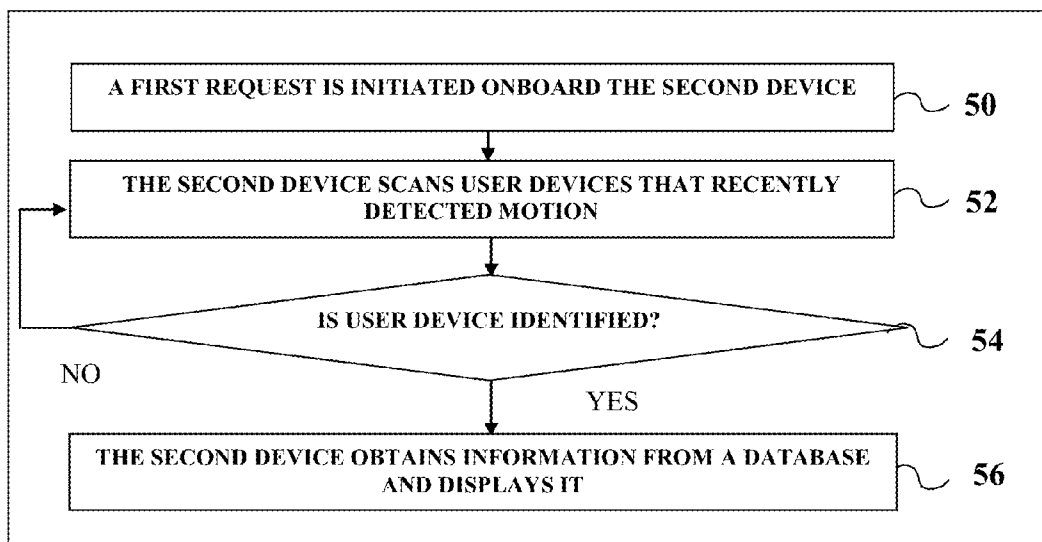 A FIRST REQUEST IS INITIATED ONBOARD THE SECOND DEVICE
50
THE SECOND DEVICE SCANS USER DEVICES THAT RECENTLY
DETECTED MOTION
52
IS USER DEVICE IDENTIFIED?
54
NO
YES
THE SECOND DEVICE OBTAINS INFORMATION FROM A DATABASE
AND DISPLAYS IT
56